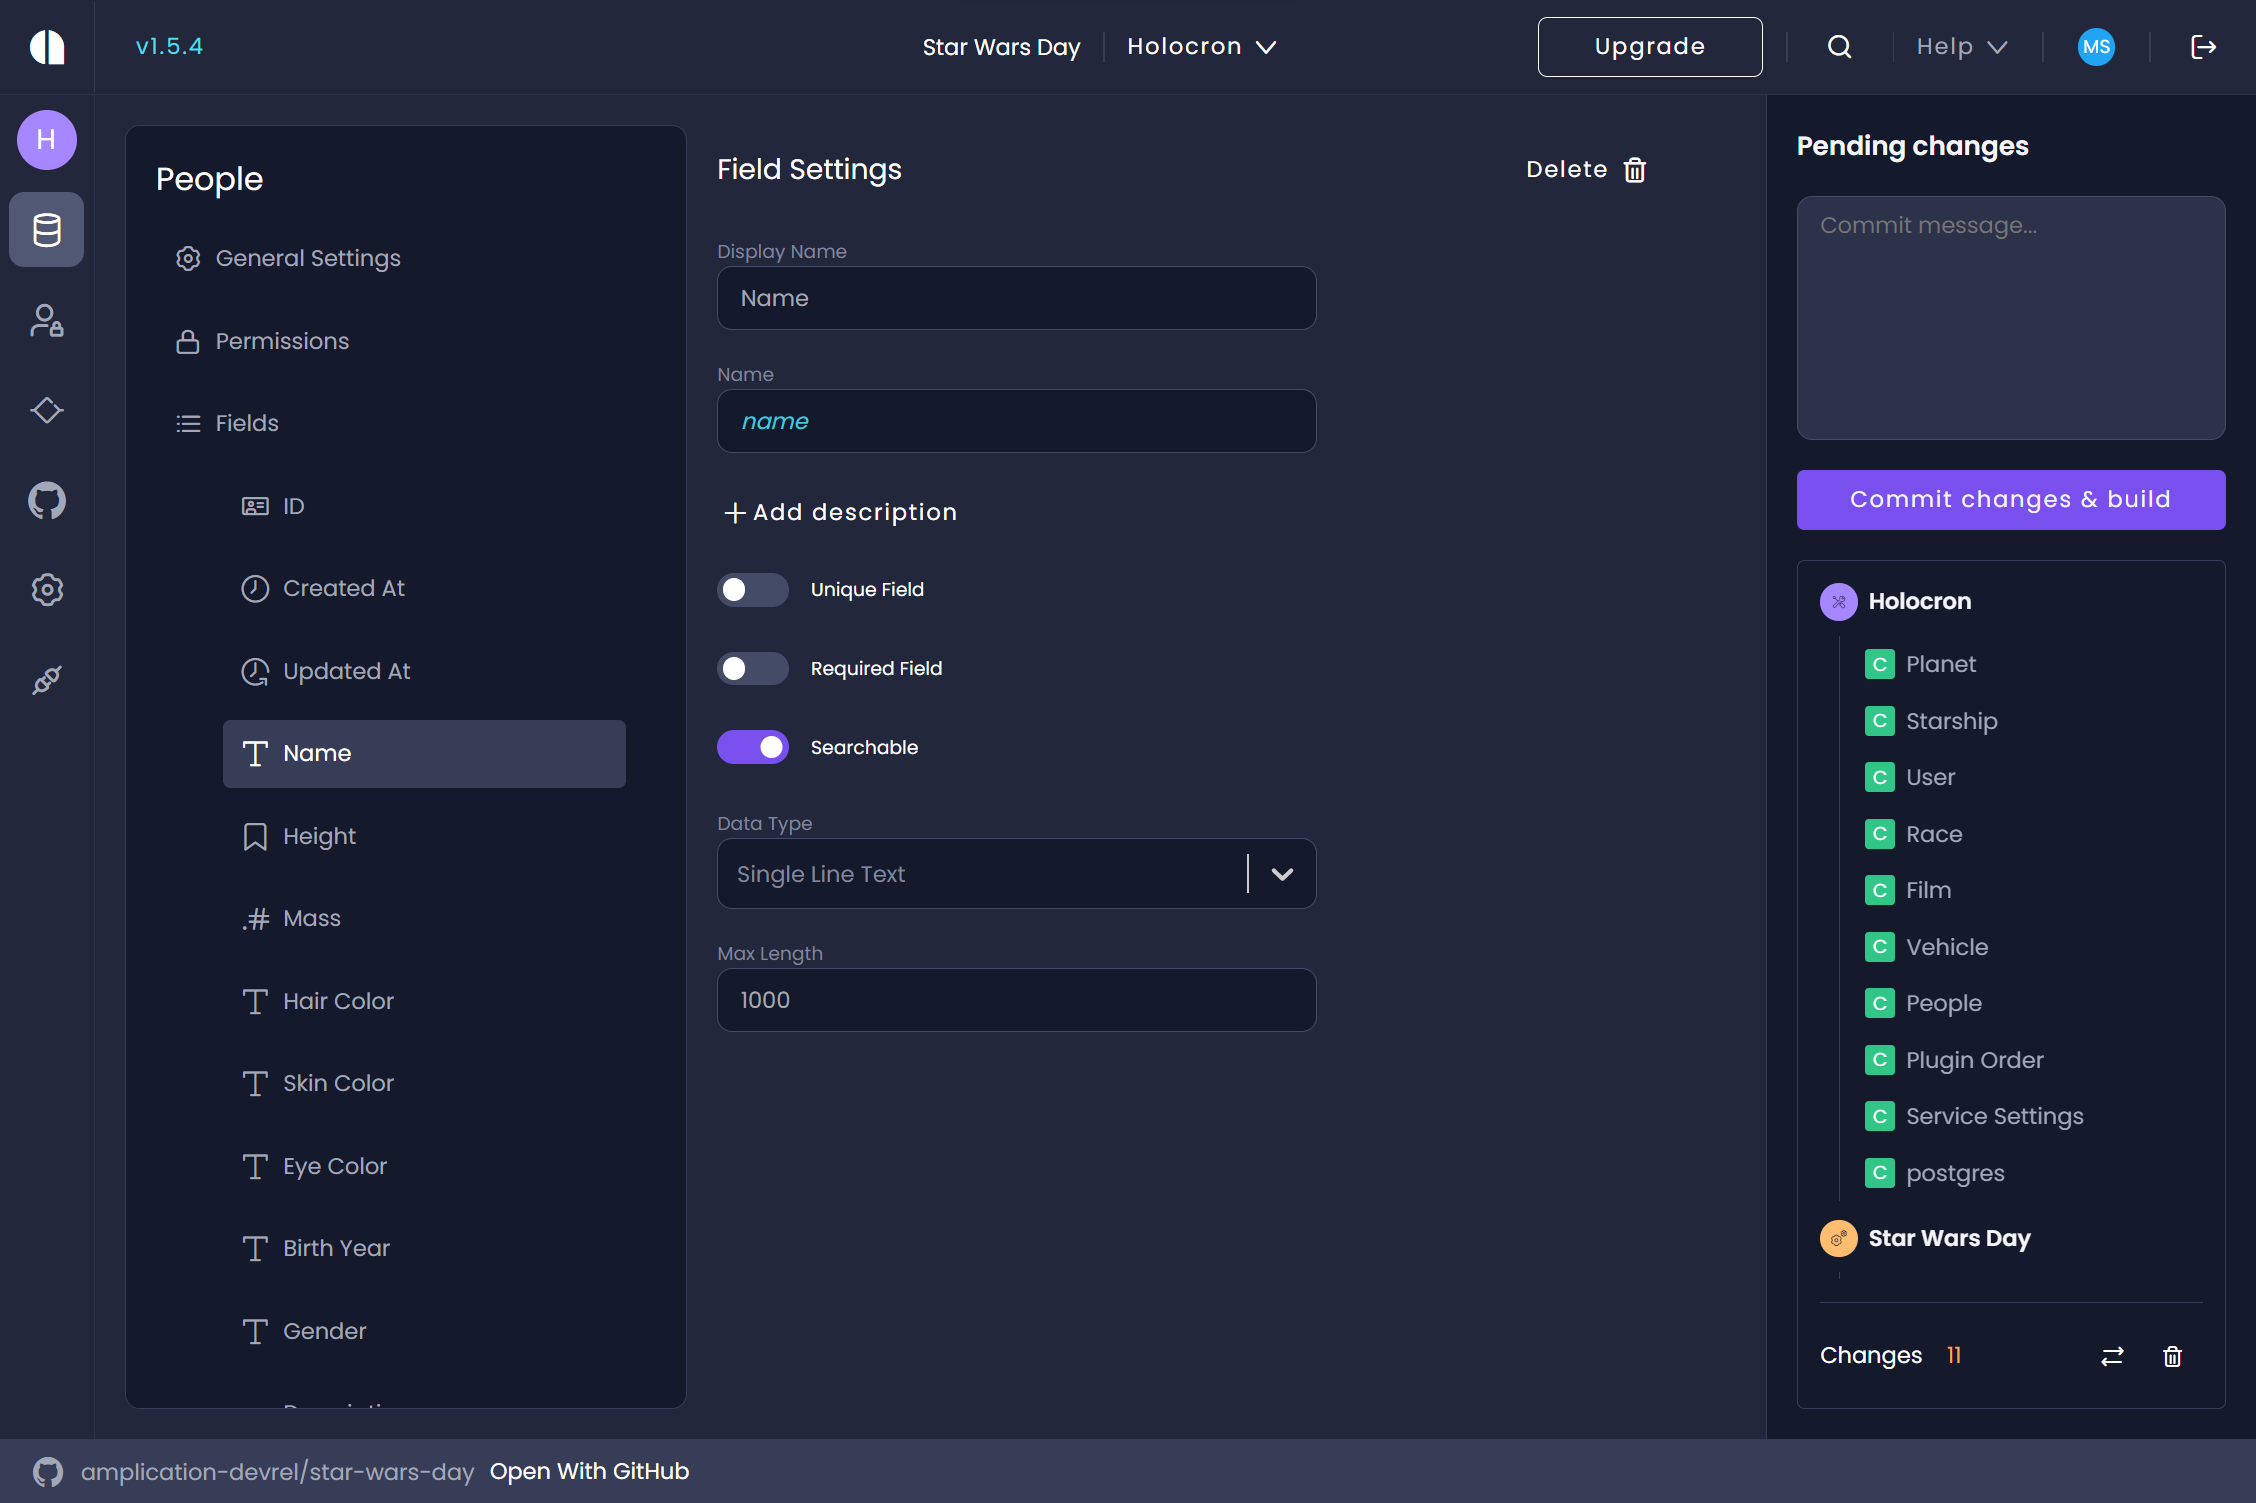 v1.5.4
Star Wars Day
Holocron
Upgrade
Help
MS
H
People
General Settings
Permissions
Fields
ID
Created At
Updated At
Name
Height
Mass
Hair Color
Skin Color
Eye Color
Birth Year
Gender
Field Settings
Delete
Display Name
Name
Name
name
Add description
Unique Field
Required Field
Searchable
Data Type
Single Line Text
Max Length
1000
Pending changes
Commit message...
Commit changes & build
Holocron
C Planet
C Starship
C User
C Race
C Film
C Vehicle
C People
C Plugin Order
C Service Settings
C postgres
Star Wars Day
Changes 11
amplication-devrel/star-wars-day Open With GitHub